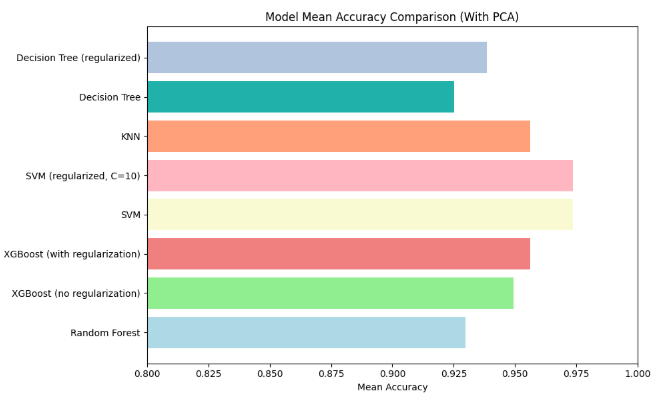 Model Mean Accuracy Comparison (With PCA)
Decision Tree (regularized)
Decision Tree
KNN
SVM (regularized, C=10)
SVM
XGBoost (with regularization)
XGBoost (no regularization)
Random Forest
0.800 0.825 0.850 0.875 0.900 0.925 0.950 0.975 1.000
Mean Accuracy